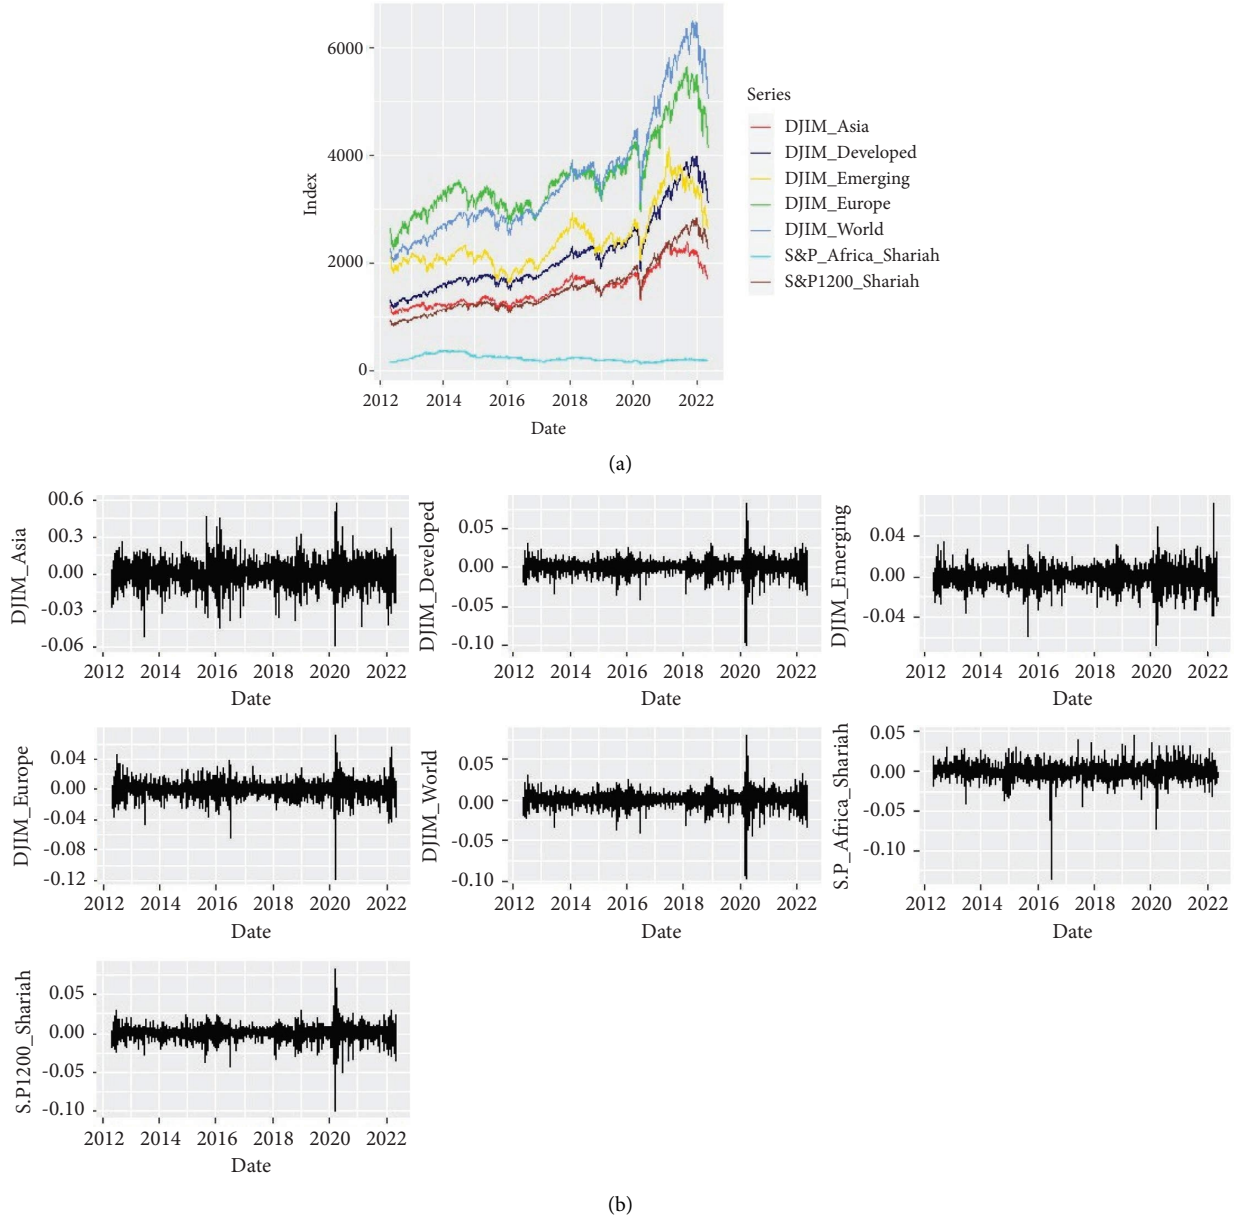 6000
4000
2000
0
Index
2012 2014 2016 2018 2020 2022
Date
Series
DJIM_Asia
DJIM_Developed
DJIM_Emerging
DJIM_Europe
DJIM_World
S&P_Africa_Shariah
S&P1200_Shariah
(a)
DJIM_Asia
00.6
00.3
0.00
-0.03
-0.06
2012 2014 2016 2018 2020 2022
Date
DJIM_Developed
0.05
0.00
-0.05
-0.10
2012 2014 2016 2018 2020 2022
Date
DJIM_Emerging
0.04
0.00
-0.04
2012 2014 2016 2018 2020 2022
Date
DJIM_Europe
0.04
0.00
-0.04
-0.08
-0.12
2012 2014 2016 2018 2020 2022
Date
DJIM_World
0.05
0.00
-0.05
-0.10
2012 2014 2016 2018 2020 2022
Date
S.P_Africa_Shariah
0.05
0.00
-0.05
-0.10
2012 2014 2016 2018 2020 2022
Date
S.P1200_Shariah
0.05
0.00
-0.05
-0.10
2012 2014 2016 2018 2020 2022
Date
(b)